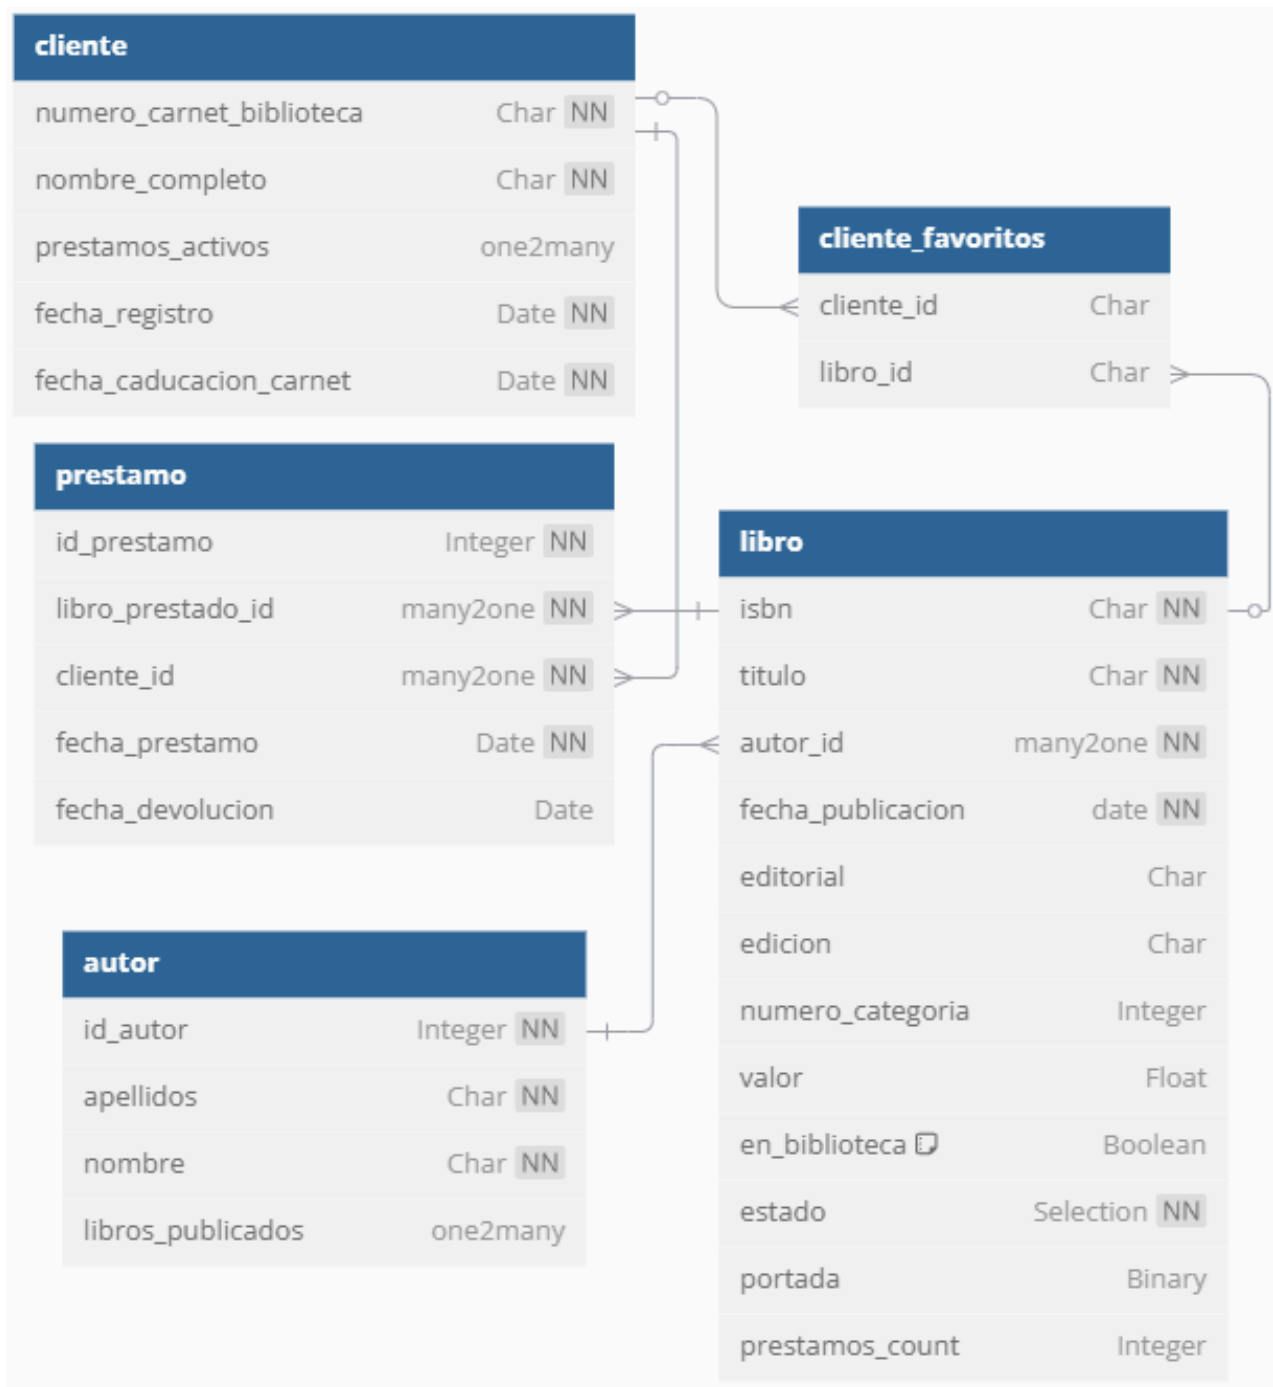 cliente
numero_carnet_biblioteca Char NN
nombre_completo Char NN
prestamos_activos one2many
fecha_registro Date NN
fecha_caducacion_carnet Date NN
cliente_favoritos
cliente_id Char
libro_id Char
prestamo
id_prestamo Integer NN
libro_prestado_id many2one NN
cliente_id many2one NN
fecha_prestamo Date NN
fecha_devolucion Date
libro
isbn Char NN
titulo Char NN
autor_id many2one NN
fecha_publicacion date NN
editorial Char
edicion Char
numero_categoria Integer
valor Float
en_biblioteca Boolean
estado Selection NN
portada Binary
prestamos_count Integer
autor
id_autor Integer NN
apellidos Char NN
nombre Char NN
libros_publicados one2many